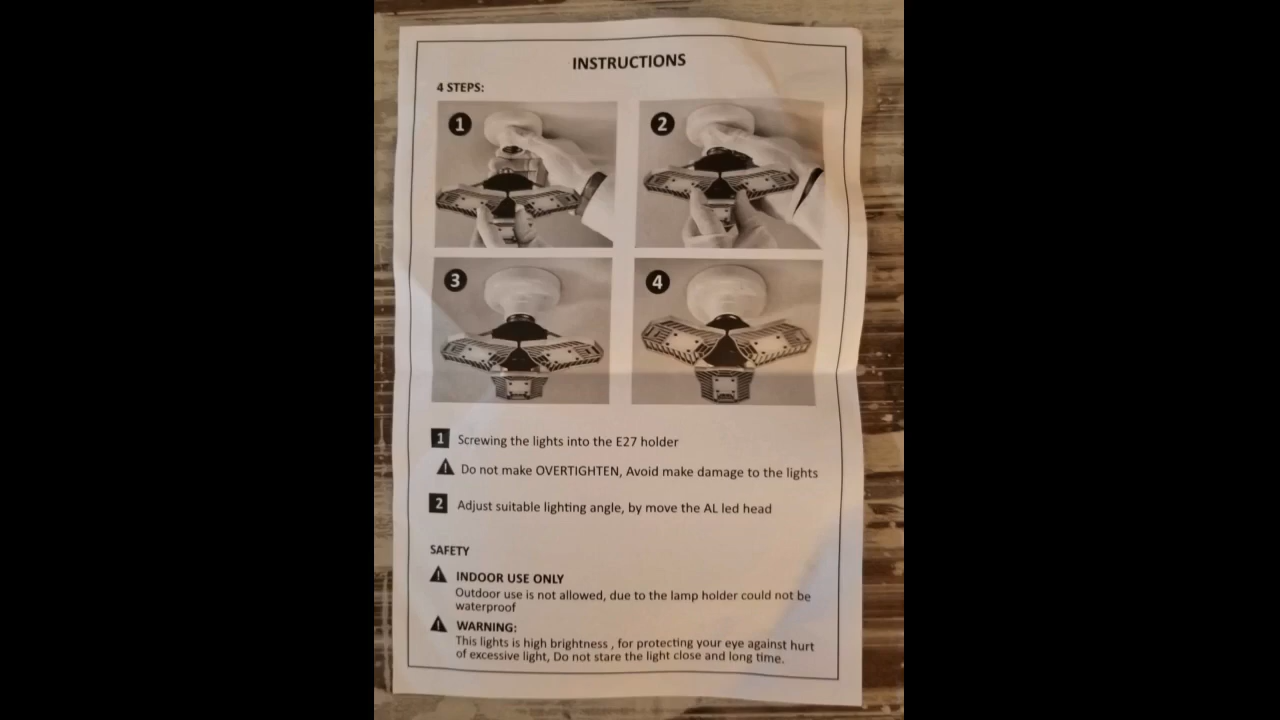 INSTRUCTIONS
4 STEPS:
1
2
3
4
1 Screwing the lights into the E27 holder
Do not make OVERTIGHTEN, Avoid make damage to the lights
2 Adjust suitable lighting angle, by move the AL led head
SAFETY
INDOOR USE ONLY
Outdoor use is not allowed, due to the lamp holder could not be
waterproof
WARNING:
This lights is high brightness , for protecting your eye against hurt
of excessive light, Do not stare the light close and long time.